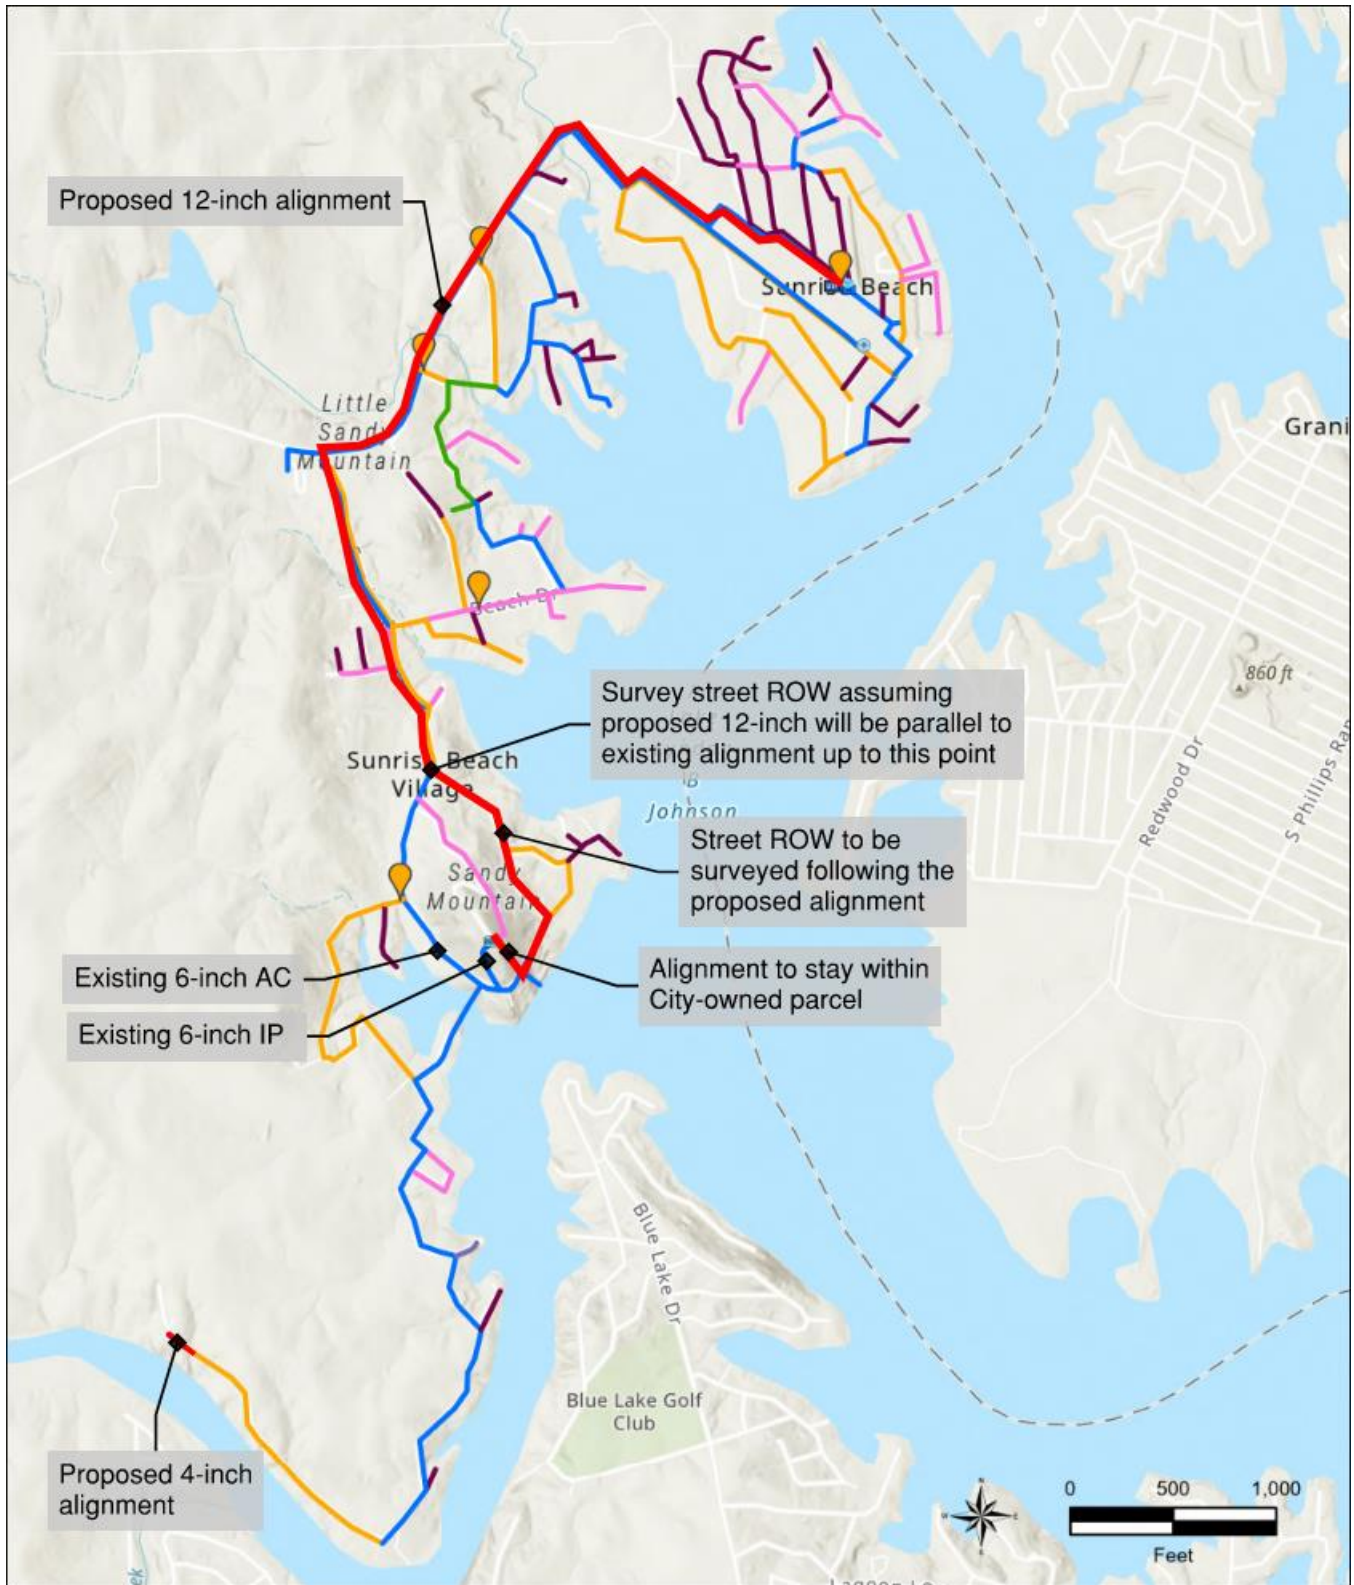 Proposed 12-inch alignment
Sunrise Beach
Little
Sandy
Mountain
Grani
Beach Dr
860 ft
Survey street ROW assuming
proposed 12-inch will be parallel to
existing alignment up to this point
Sunrise Beach
Village
B
Johnson
Redwood Dr
S Phillips Ran
Street ROW to be
surveyed following the
proposed alignment
Sandy
Mountain
Existing 6-inch AC
Alignment to stay within
City-owned parcel
Existing 6-inch IP
Blue Lake Dr
Blue Lake Golf
Club
Proposed 4-inch
alignment
N
W
E
S
0 500 1,000
Feet
ek